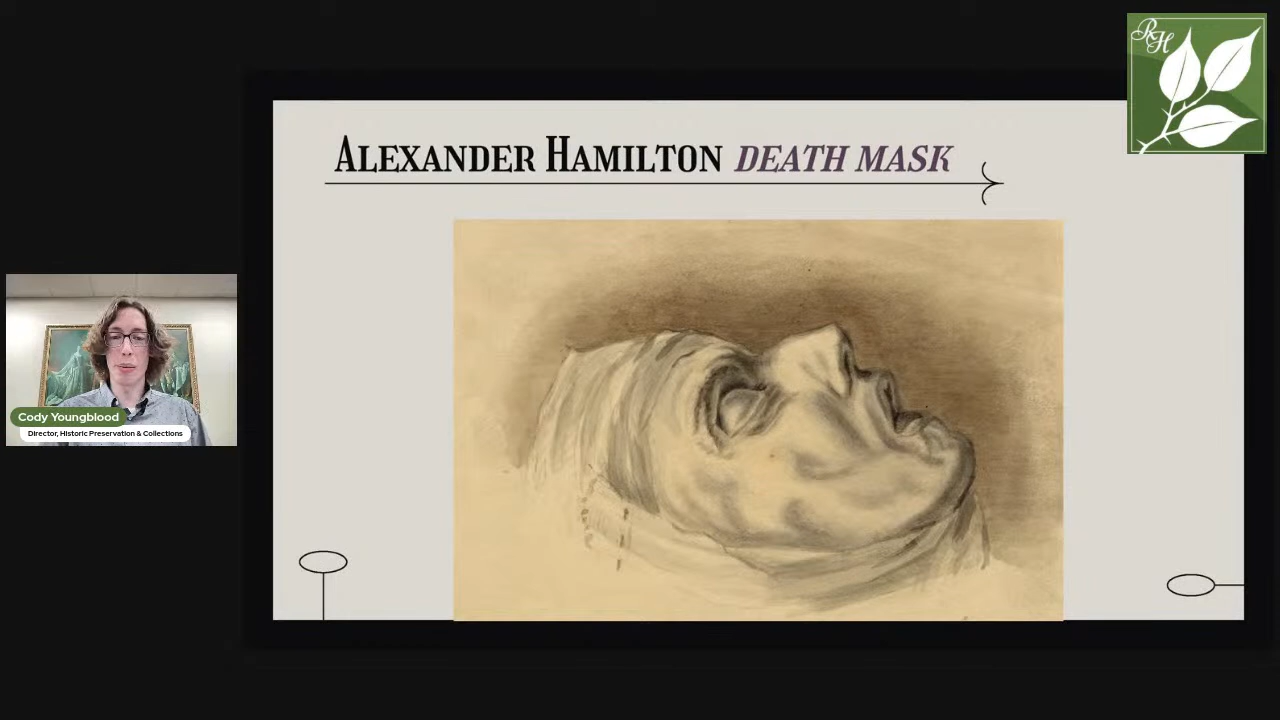 RH
ALEXANDER HAMILTON DEATH MASK
Cody Youngblood
Director, Historic Preservation & Collections